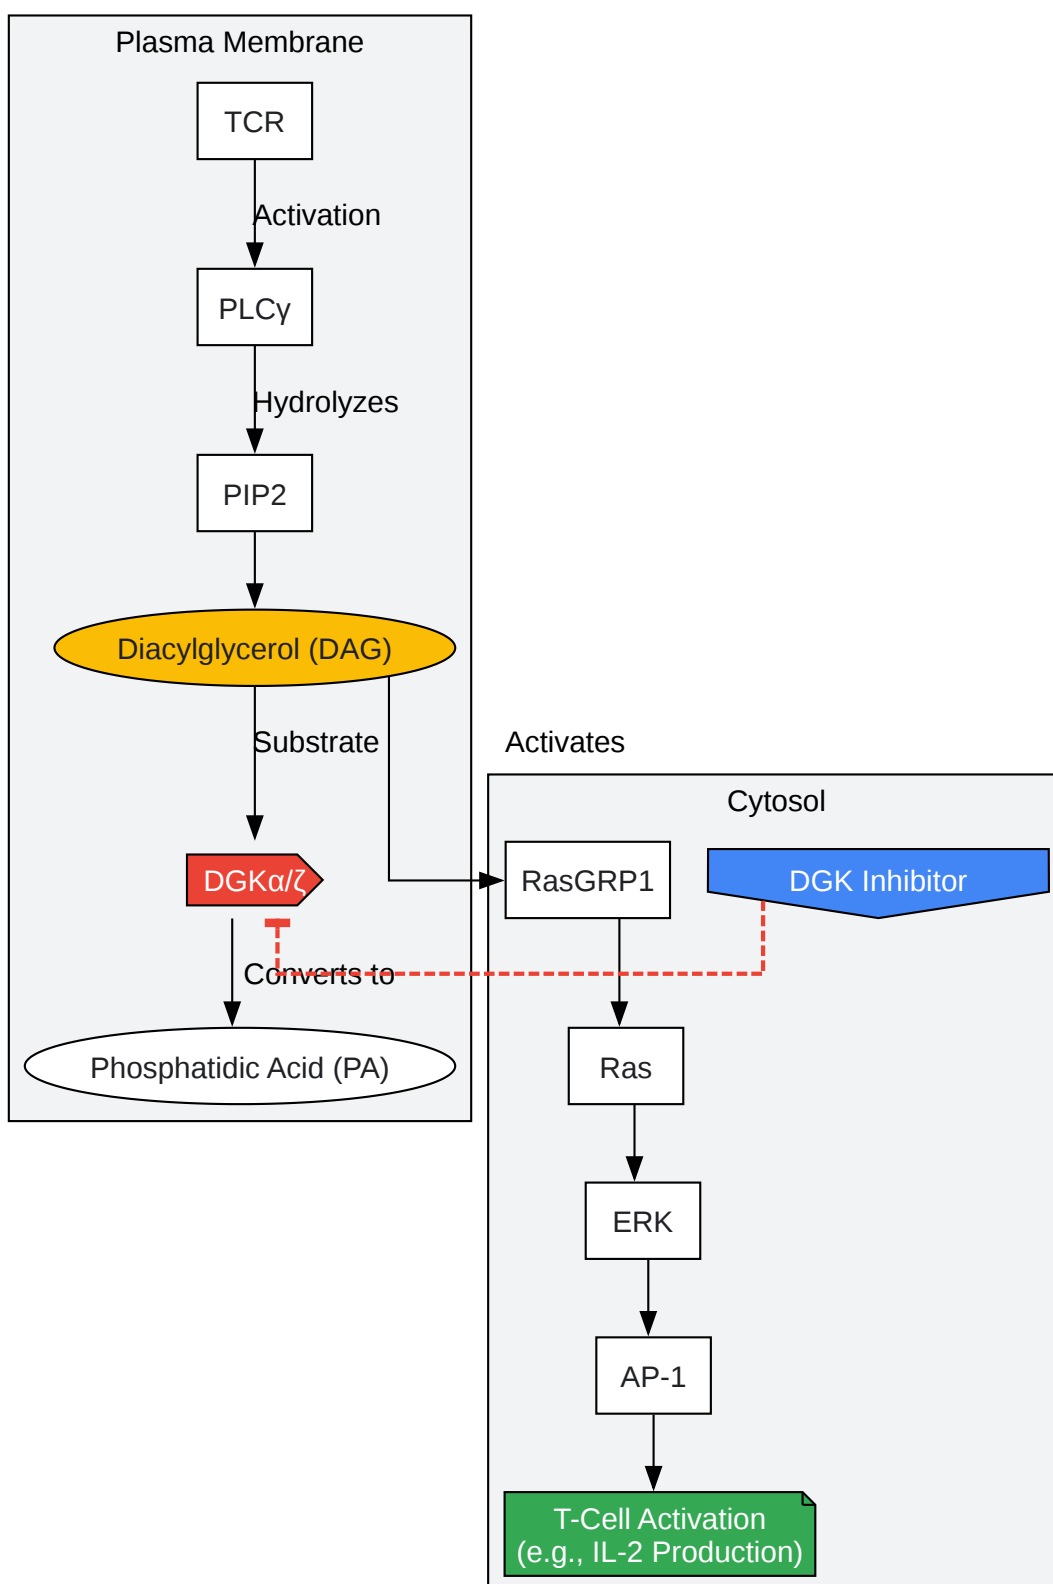 Plasma Membrane
TCR
Activation
PLCγ
Hydrolyzes
PIP2
Diacylglycerol (DAG)
Substrate
Activates
Cytosol
DGKα/ζ
RasGRP1
DGK Inhibitor
Converts to
Phosphatidic Acid (PA)
Ras
ERK
AP-1
T-Cell Activation
(e.g., IL-2 Production)